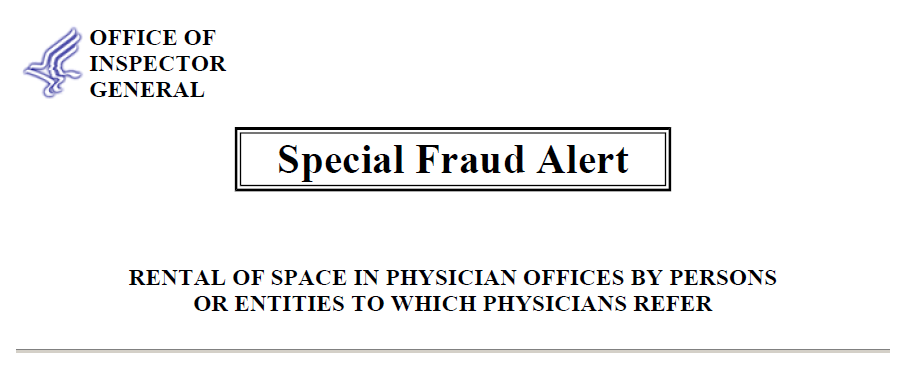 OFFICE OF
INSPECTOR
GENERAL
Special Fraud Alert
RENTAL OF SPACE IN PHYSICIAN OFFICES BY PERSONS
OR ENTITIES TO WHICH PHYSICIANS REFER